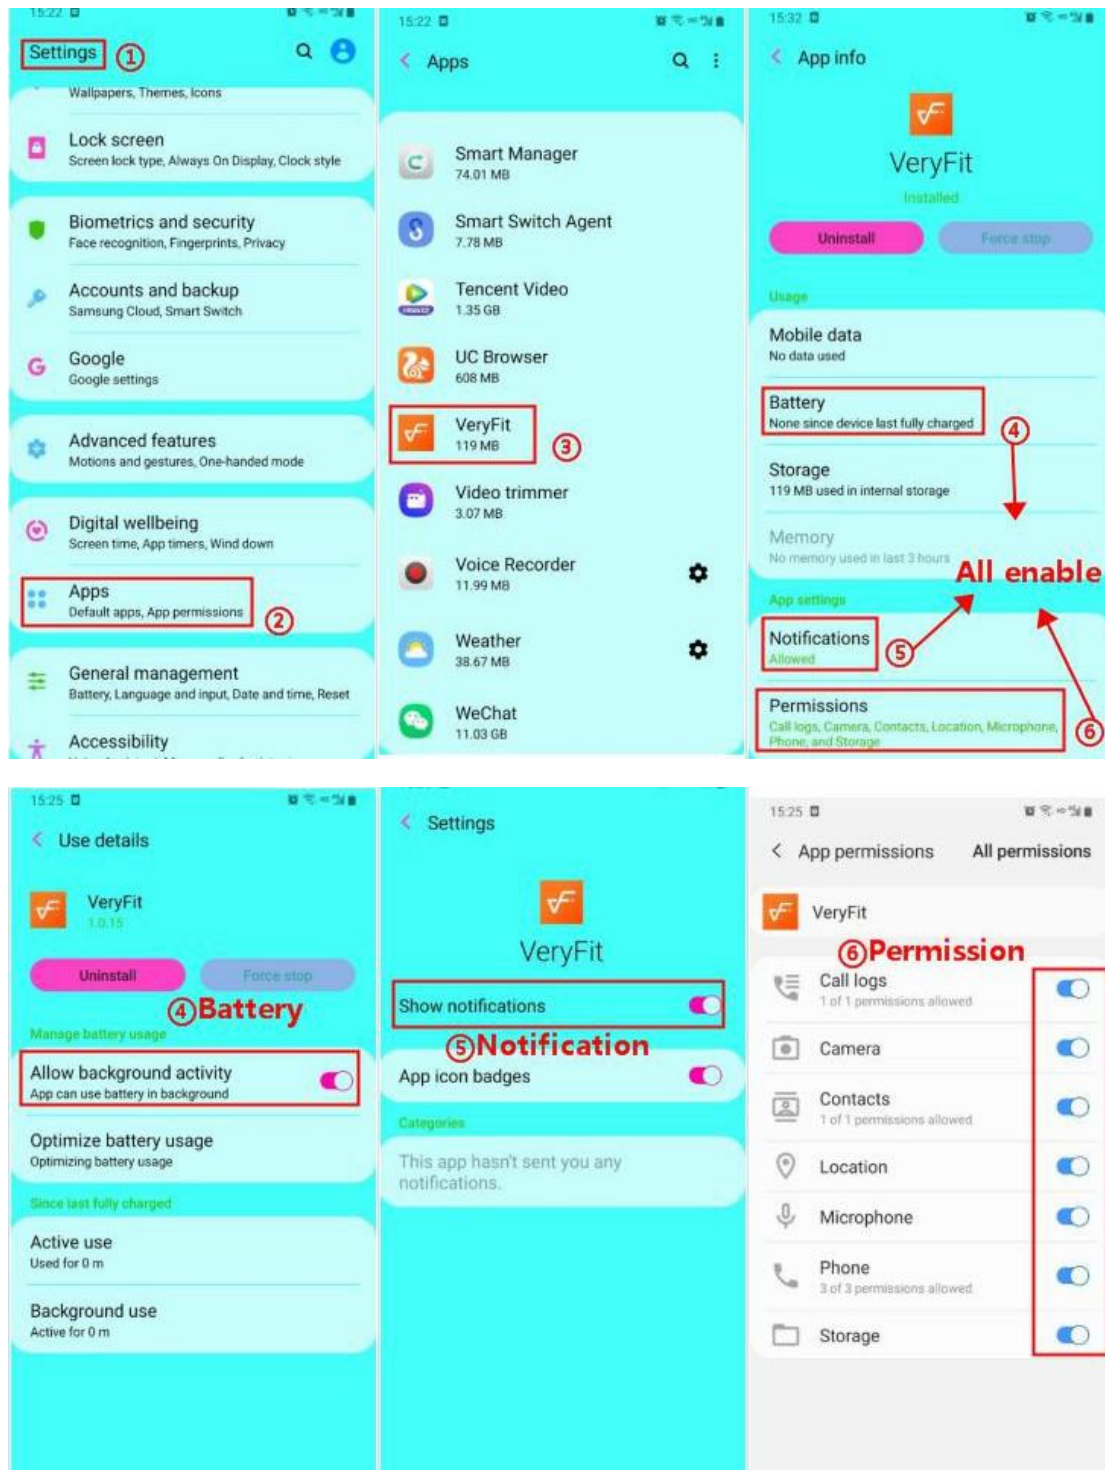 15:22
Settings ①
Wallpapers, Themes, Icons
Lock screen
Screen lock type, Always On Display, Clock style
Biometrics and security
Face recognition, Fingerprints, Privacy
Accounts and backup
Samsung Cloud, Smart Switch
Google
Google settings
Advanced features
Motions and gestures, One-handed mode
Digital wellbeing
Screen time, App timers, Wind down
Apps
Default apps, App permissions
②
General management
Battery, Language and input, Date and time, Reset
Accessibility
15:22
Apps
Smart Manager
74.01 MB
Smart Switch Agent
7.78 MB
Tencent Video
1.35 GB
UC Browser
608 MB
VeryFit
119 MB
③
Video trimmer
3.07 MB
Voice Recorder
11.99 MB
Weather
38.67 MB
WeChat
11.03 GB
15:32
App info
VeryFit
Installed
Uninstall
Force stop
Usage
Mobile data
No data used
Battery
None since device last fully charged
④
Storage
119 MB used in internal storage
Memory
No memory used in last 3 hours
All enable
App settings
Notifications
Allowed
⑤
Permissions
Call logs, Camera, Contacts, Location, Microphone,
Phone, and Storage
⑥
15:25
Use details
VeryFit
1.0.15
Uninstall
Force stop
④Battery
Manage battery usage
Allow background activity
App can use battery in background
Optimize battery usage
Optimizing battery usage
Since last fully charged
Active use
Used for 0 m
Background use
Active for 0 m
Settings
VeryFit
Show notifications
⑤Notification
App icon badges
Categories
This app hasn't sent you any
notifications.
15:25
App permissions
All permissions
VeryFit
⑥Permission
Call logs
1 of 1 permissions allowed
Camera
Contacts
1 of 1 permissions allowed
Location
Microphone
Phone
3 of 3 permissions allowed
Storage